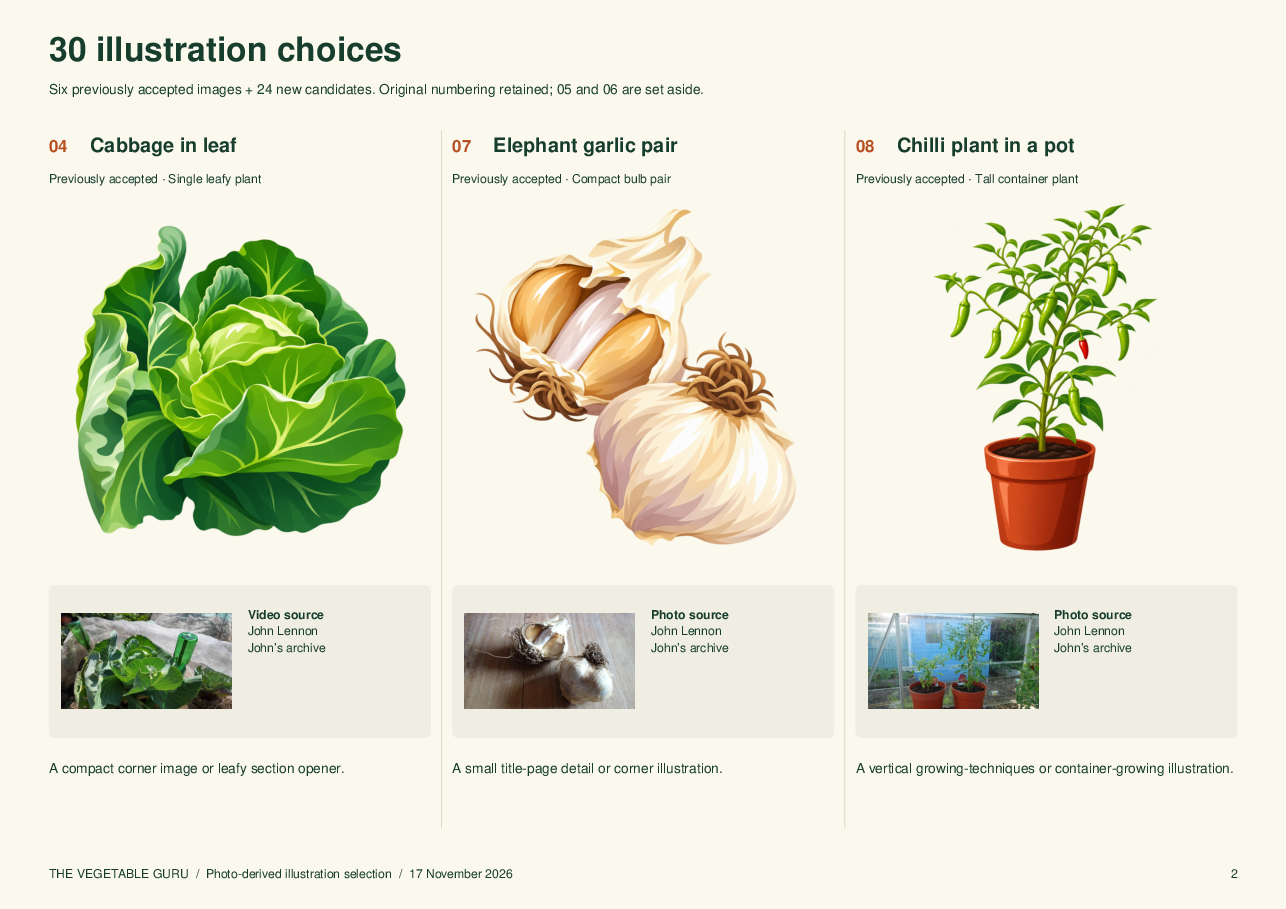 30 illustration choices
Six previously accepted images + 24 new candidates. Original numbering retained; 05 and 06 are set aside.
04 Cabbage in leaf
Previously accepted · Single leafy plant
Video source
John Lennon
John's archive
A compact corner image or leafy section opener.
07 Elephant garlic pair
Previously accepted · Compact bulb pair
Photo source
John Lennon
John's archive
A small title-page detail or corner illustration.
08 Chilli plant in a pot
Previously accepted · Tall container plant
Photo source
John Lennon
John's archive
A vertical growing-techniques or container-growing illustration.
THE VEGETABLE GURU / Photo-derived illustration selection / 17 November 2026
2